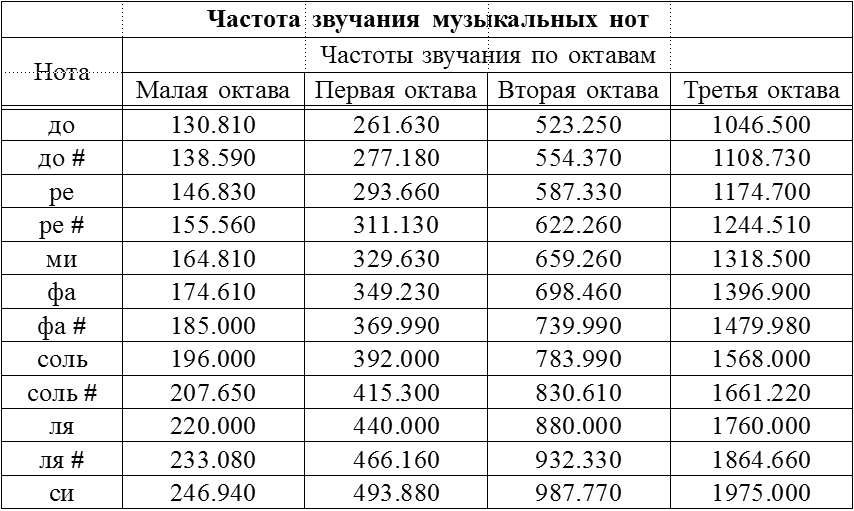 Частота звучания музыкальных нот
Нота
Частоты звучания по октавам
Малая октава Первая октава Вторая октава Третья октава
до 130.810 261.630 523.250 1046.500
до # 138.590 277.180 554.370 1108.730
ре 146.830 293.660 587.330 1174.700
ре # 155.560 311.130 622.260 1244.510
ми 164.810 329.630 659.260 1318.500
фа 174.610 349.230 698.460 1396.900
фа # 185.000 369.990 739.990 1479.980
соль 196.000 392.000 783.990 1568.000
соль # 207.650 415.300 830.610 1661.220
ля 220.000 440.000 880.000 1760.000
ля # 233.080 466.160 932.330 1864.660
си 246.940 493.880 987.770 1975.000